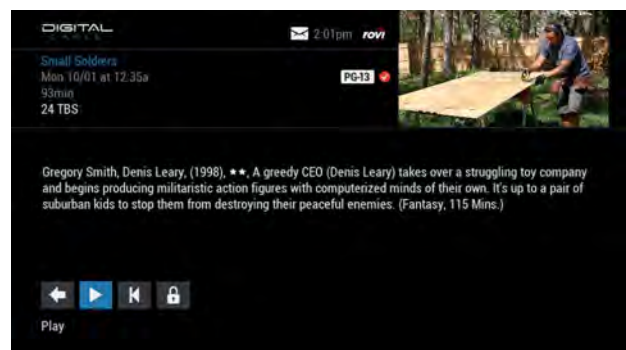 DIGITAL
CABLE
2:01pm rovi
Small Soldiers
Mon 10/01 at 12:35a
PG-13
93min
24 TBS
Gregory Smith, Denis Leary, (1998), ★★, A greedy CEO (Denis Leary) takes over a struggling toy company
and begins producing militaristic action figures with computerized minds of their own. It's up to a pair of
suburban kids to stop them from destroying their peaceful enemies. (Fantasy, 115 Mins.)
Play